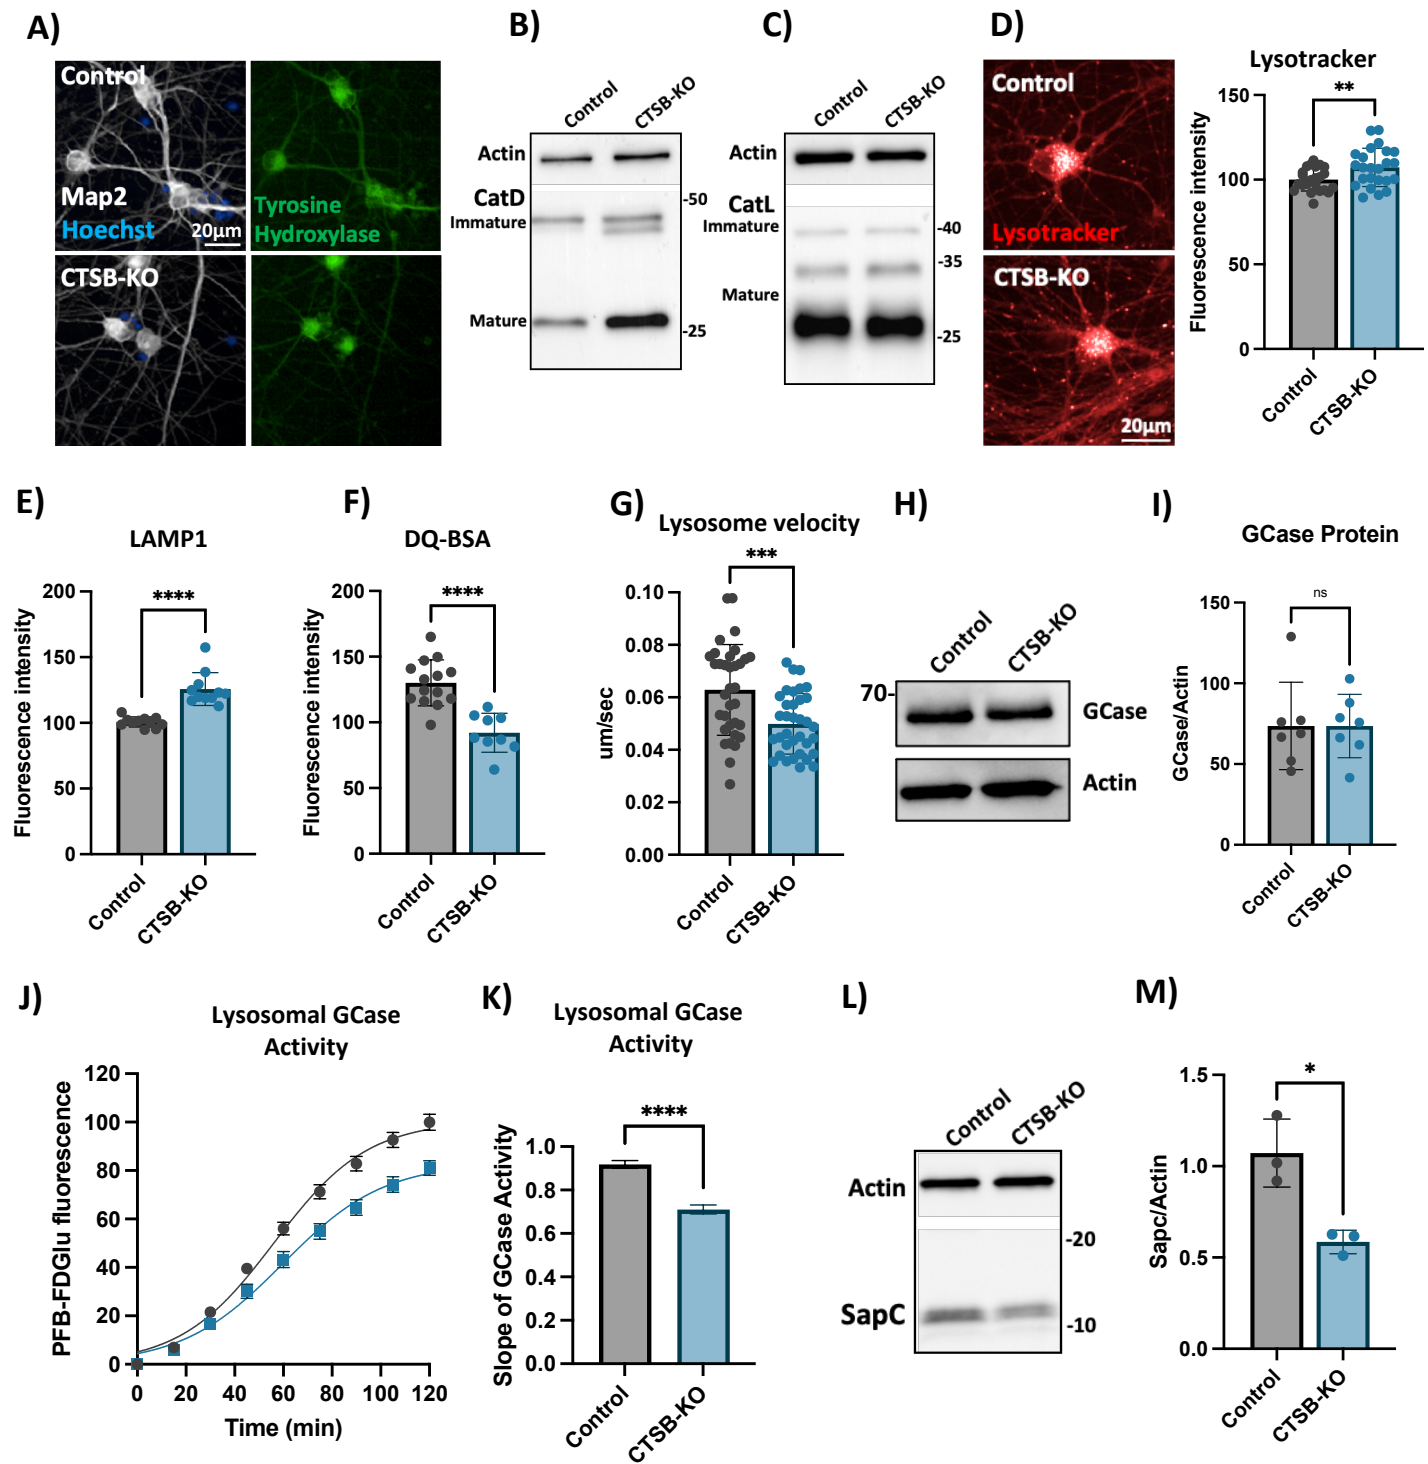 A)
Control
Map2
Hoechst
20μm
Tyrosine
Hydroxylase
CTSB-KO
B)
Control
CTSB-KO
Actin
CatD
Immature
Mature
-50
-25
C)
Control
CTSB-KO
Actin
CatL
Immature
Mature
-40
-35
-25
D)
Control
Lysotracker
CTSB-KO
20μm
Lysotracker
**
Fluorescence intensity
150
100
50
0
Control
CTSB-KO
E)
LAMP1
****
Fluorescence intensity
200
150
100
50
0
Control
CTSB-KO
F)
DQ-BSA
****
Fluorescence intensity
200
150
100
50
0
Control
CTSB-KO
G)
Lysosome velocity
***
um/sec
0.10
0.08
0.06
0.04
0.02
0.00
Control
CTSB-KO
H)
Control
CTSB-KO
70-
GCase
Actin
I)
GCase Protein
ns
GCase/Actin
150
100
50
0
Control
CTSB-KO
J)
Lysosomal GCase
Activity
PFB-FDGlu fluorescence
120
100
80
60
40
20
0
0 20 40 60 80 100 120
Time (min)
K)
Lysosomal GCase
Activity
****
Slope of GCase Activity
1.0
0.8
0.6
0.4
0.2
0.0
Control
CTSB-KO
L)
Control
CTSB-KO
Actin
-20
SapC
-10
M)
*
Sapc/Actin
1.5
1.0
0.5
0.0
Control
CTSB-KO